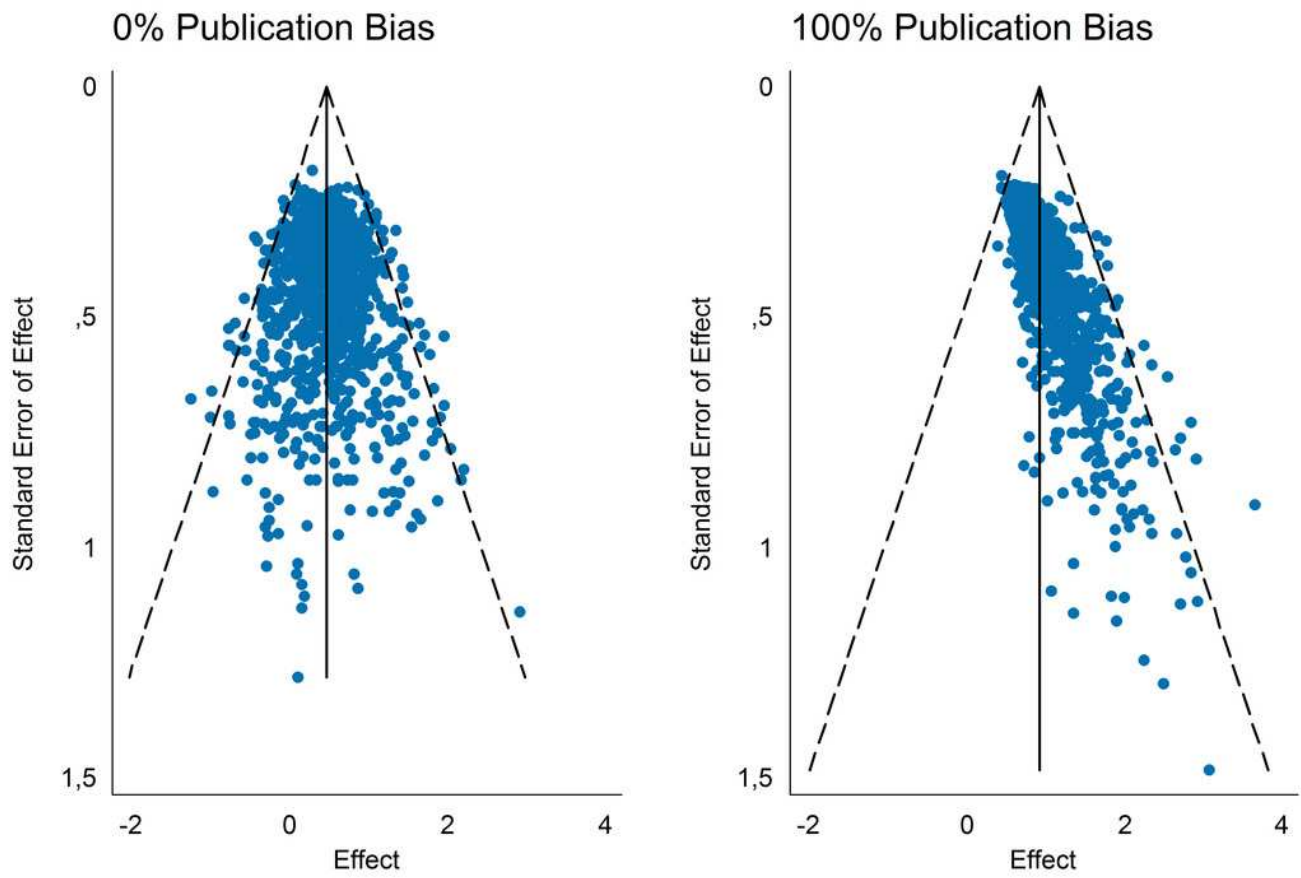 0% Publication Bias
0
,5
1
1,5
Standard Error of Effect
-2 0 2 4
Effect
100% Publication Bias
0
,5
1
1,5
Standard Error of Effect
-2 0 2 4
Effect